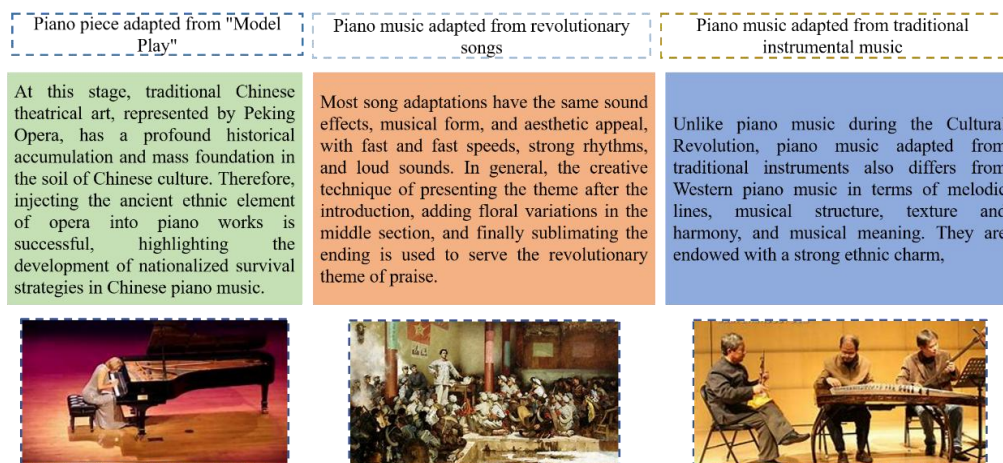 Piano piece adapted from "Model
Play"
Piano music adapted from revolutionary
songs
Piano music adapted from traditional
instrumental music
At this stage, traditional Chinese
theatrical art, represented by Peking
Opera, has a profound historical
accumulation and mass foundation in
the soil of Chinese culture. Therefore,
injecting the ancient ethnic element
of opera into piano works is
successful, highlighting the
development of nationalized survival
strategies in Chinese piano music.
Most song adaptations have the same sound
effects, musical form, and aesthetic appeal,
with fast and fast speeds, strong rhythms,
and loud sounds. In general, the creative
technique of presenting the theme after the
introduction, adding floral variations in the
middle section, and finally sublimating the
ending is used to serve the revolutionary
theme of praise.
Unlike piano music during the Cultural
Revolution, piano music adapted from
traditional instruments also differs from
Western piano music in terms of melodic
lines, musical structure, texture and
harmony, and musical meaning. They are
endowed with a strong ethnic charm,